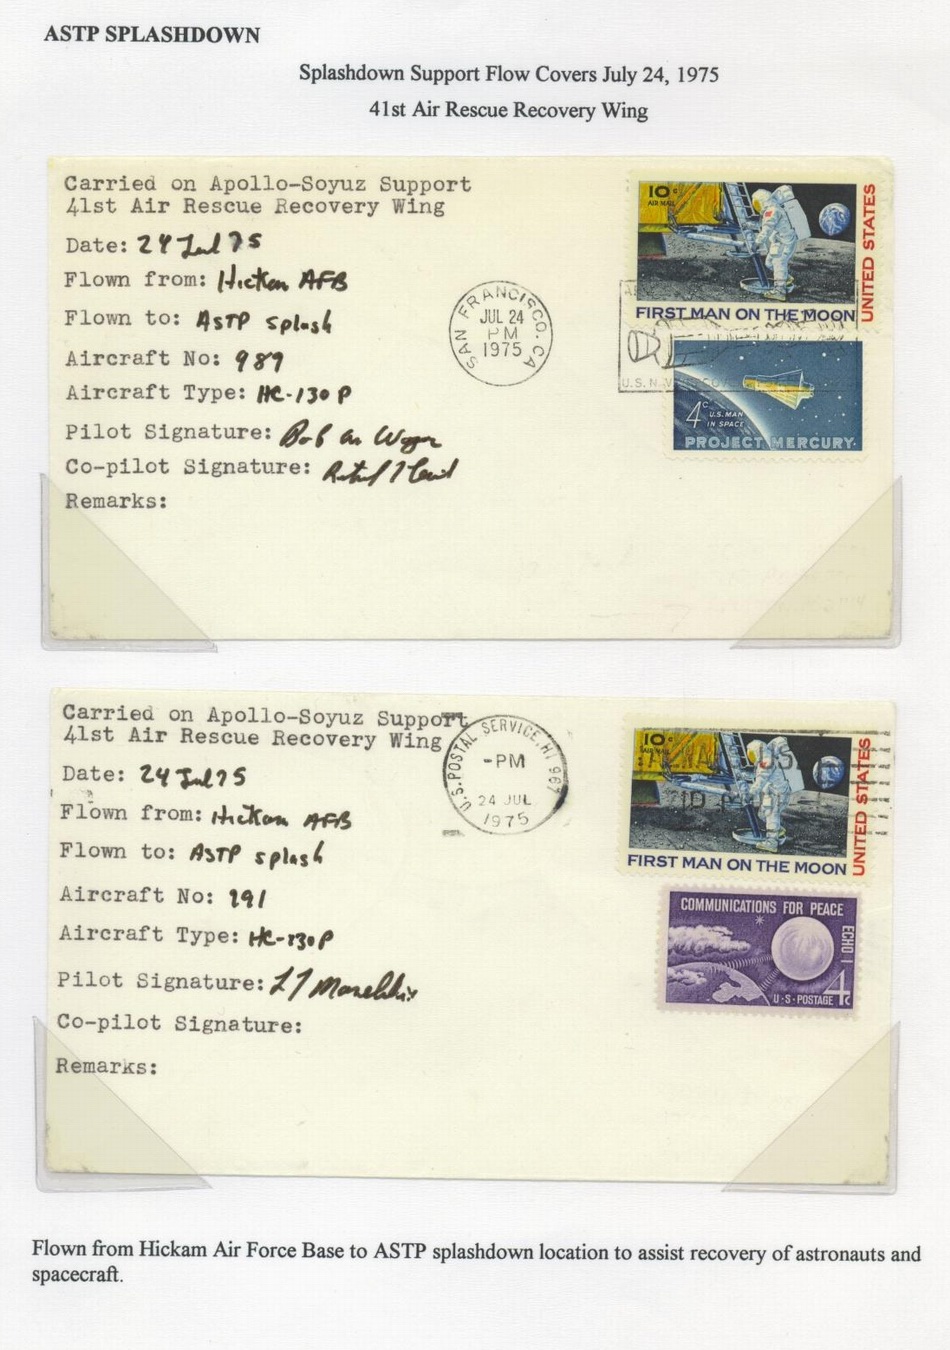 ASTP SPLASHDOWN
Splashdown Support Flow Covers July 24, 1975
41st Air Rescue Recovery Wing
Carried on Apollo-Soyuz Support
41st Air Rescue Recovery Wing
Date: 24 Jul 75
Flown from: Hickam AFB
Flown to: ASTP splash
Aircraft No: 989
Aircraft Type: HC-130P
Pilot Signature:
Co-pilot Signature:
Remarks:
SAN FRANCISCO, CA
JUL 24
PM
1975
10c
AIR MAIL
UNITED STATES
FIRST MAN ON THE MOON
U.S. NAVY RECOVERY
4c U.S. MAN
IN SPACE
PROJECT MERCURY
Carried on Apollo-Soyuz Support
41st Air Rescue Recovery Wing
Date: 24 Jul 75
Flown from: Hickam AFB
Flown to: ASTP splash
Aircraft No: 291
Aircraft Type: HC-130P
Pilot Signature:
Co-pilot Signature:
Remarks:
U.S. POSTAL SERVICE, HI 967
-PM
24 JUL
1975
10c
AIR MAIL
UNITED STATES
FIRST MAN ON THE MOON
COMMUNICATIONS FOR PEACE
ECHO I
U·S·POSTAGE 4c
Flown from Hickam Air Force Base to ASTP splashdown location to assist recovery of astronauts and
spacecraft.